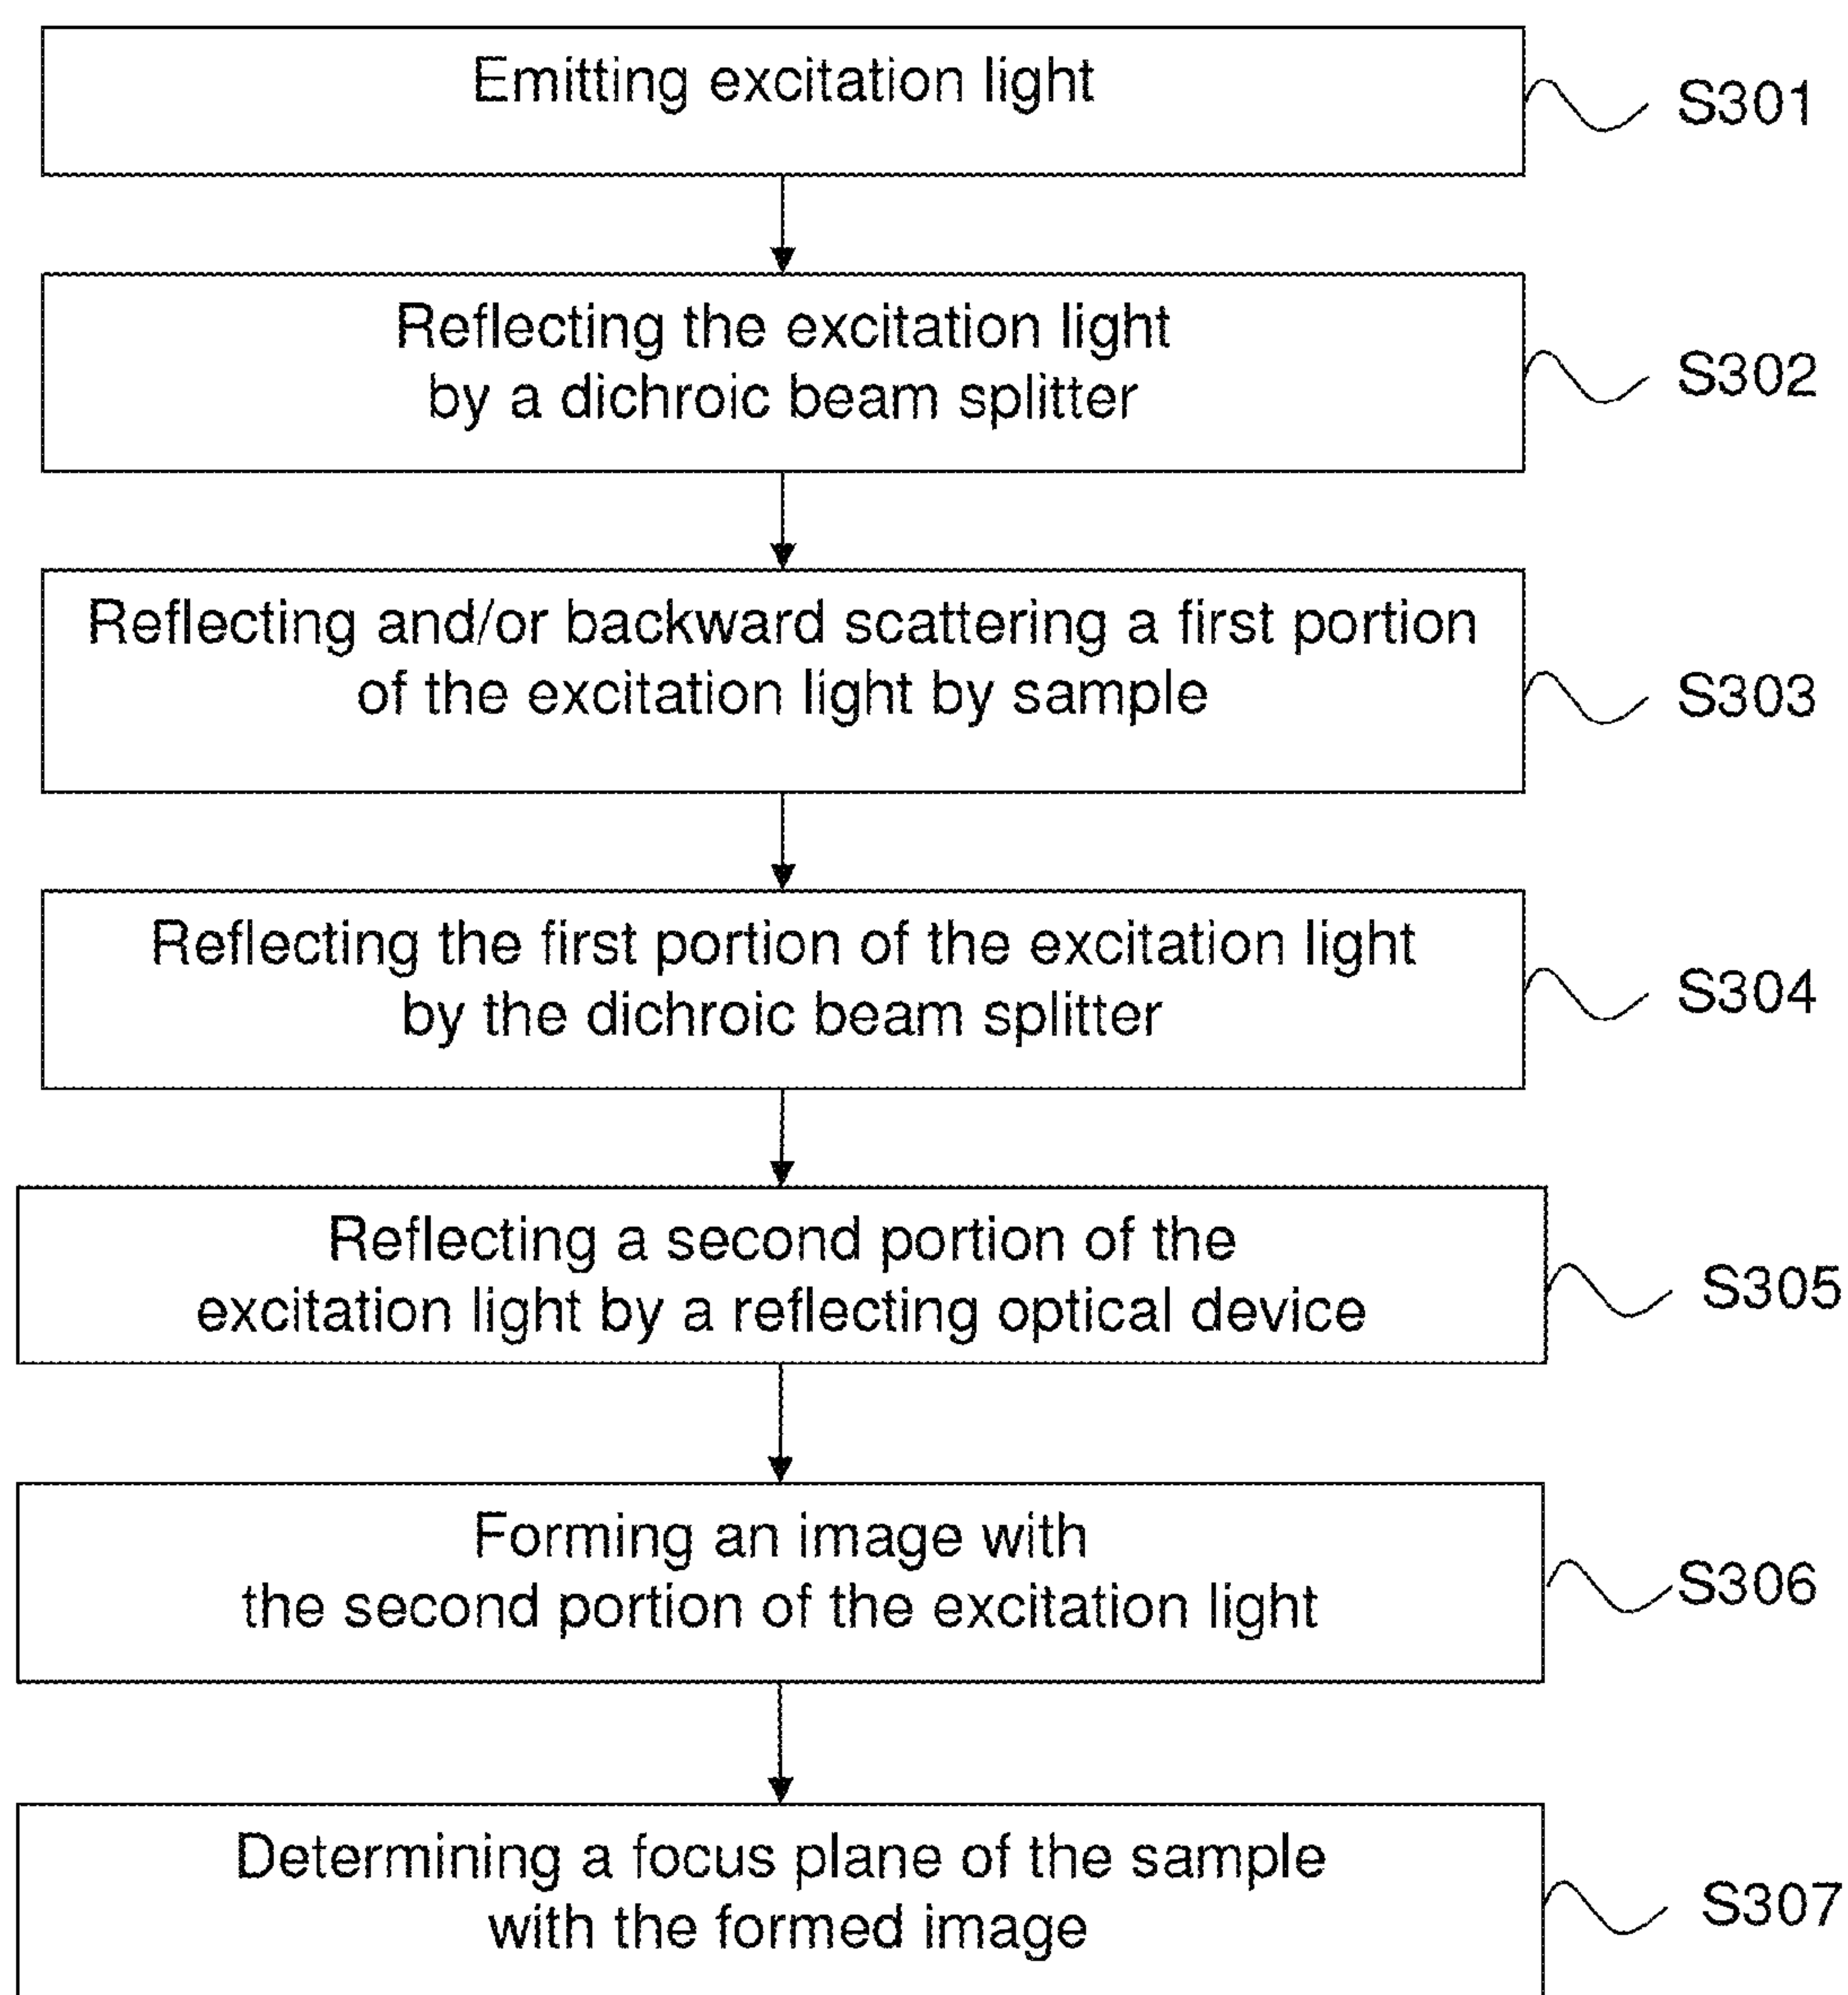 Emitting excitation light
S301
Reflecting the excitation light
by a dichroic beam splitter
S302
Reflecting and/or backward scattering a first portion
of the excitation light by sample
S303
Reflecting the first portion of the excitation light
by the dichroic beam splitter
S304
Reflecting a second portion of the
excitation light by a reflecting optical device
S305
Forming an image with
the second portion of the excitation light
S306
Determining a focus plane of the sample
with the formed image
S307